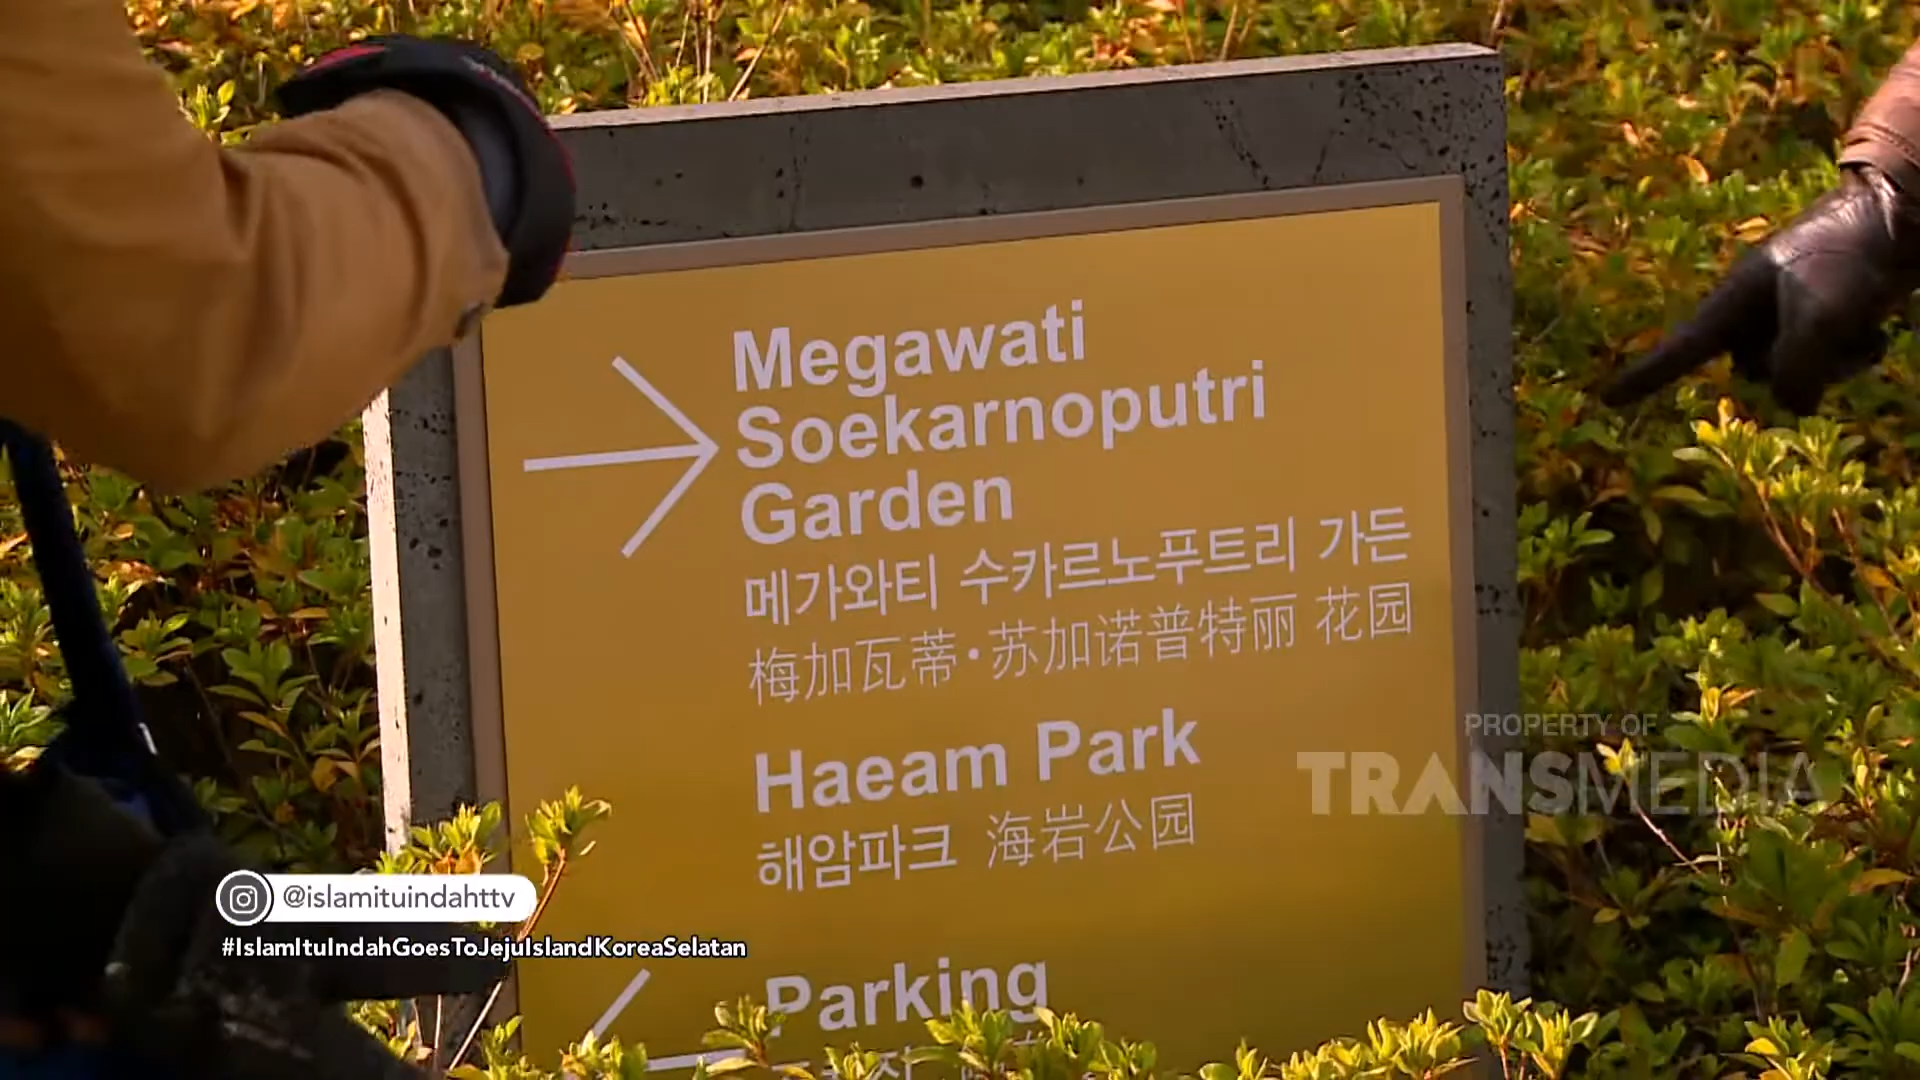 Megawati
Soekarnoputri
Garden
메가와티 수카르노푸트리 가든
梅加瓦蒂·苏加诺普特丽 花园
Haeam Park
해암파크 海岩公园
PROPERTY OF
TRANSMEDIA
@islamituindahttv
#IslamItuIndahGoesToJejuIslandKoreaSelatan
Parking